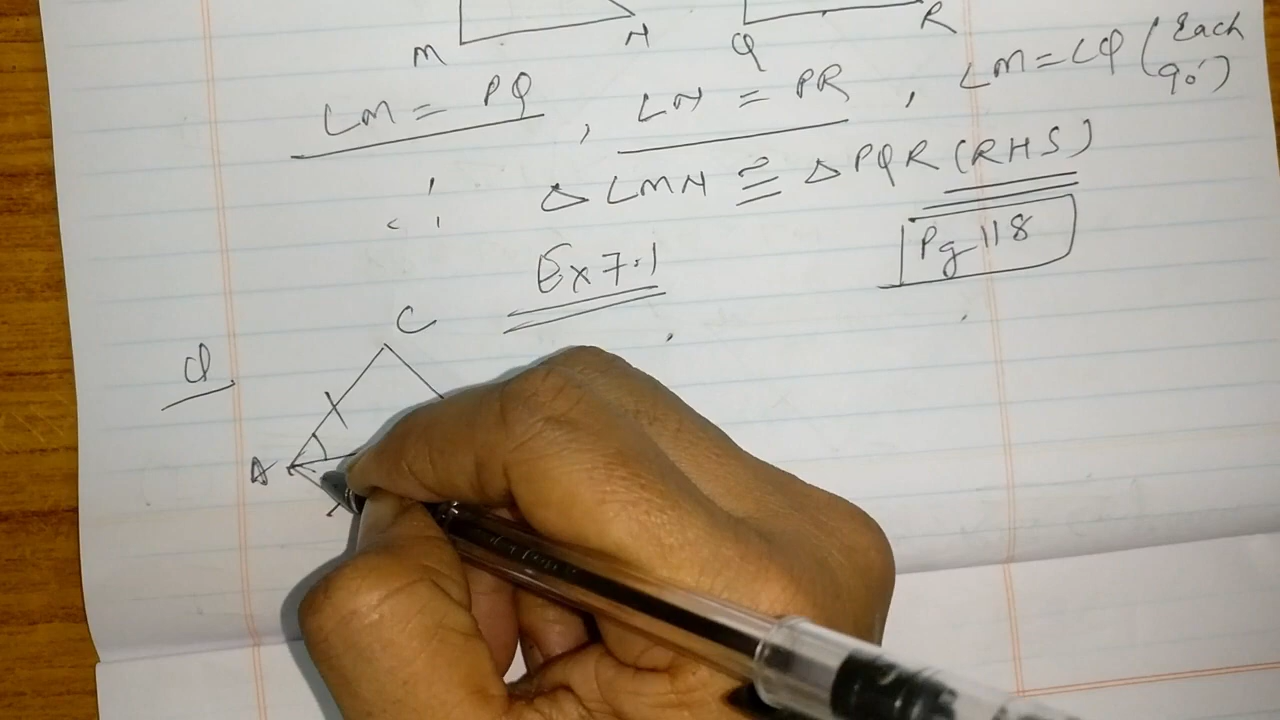 M N Q R
LM = PQ , LN = PR , ∠M = ∠Q (Each 90°)
∴ △ LMN ≅ △ PQR (RHS)
Pg 118
Ex 7.1
Q
C
A